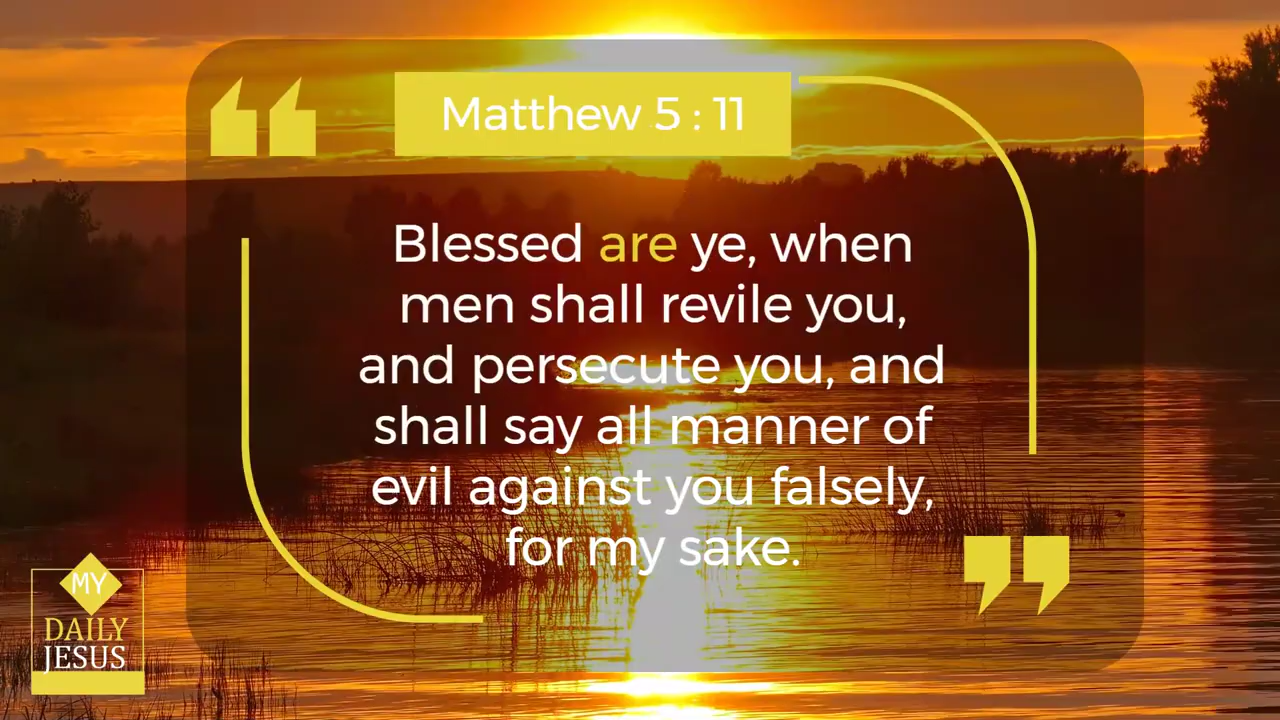 Matthew 5 : 11
Blessed are ye, when
men shall revile you,
and persecute you, and
shall say all manner of
evil against you falsely,
for my sake.
MY
DAILY
JESUS